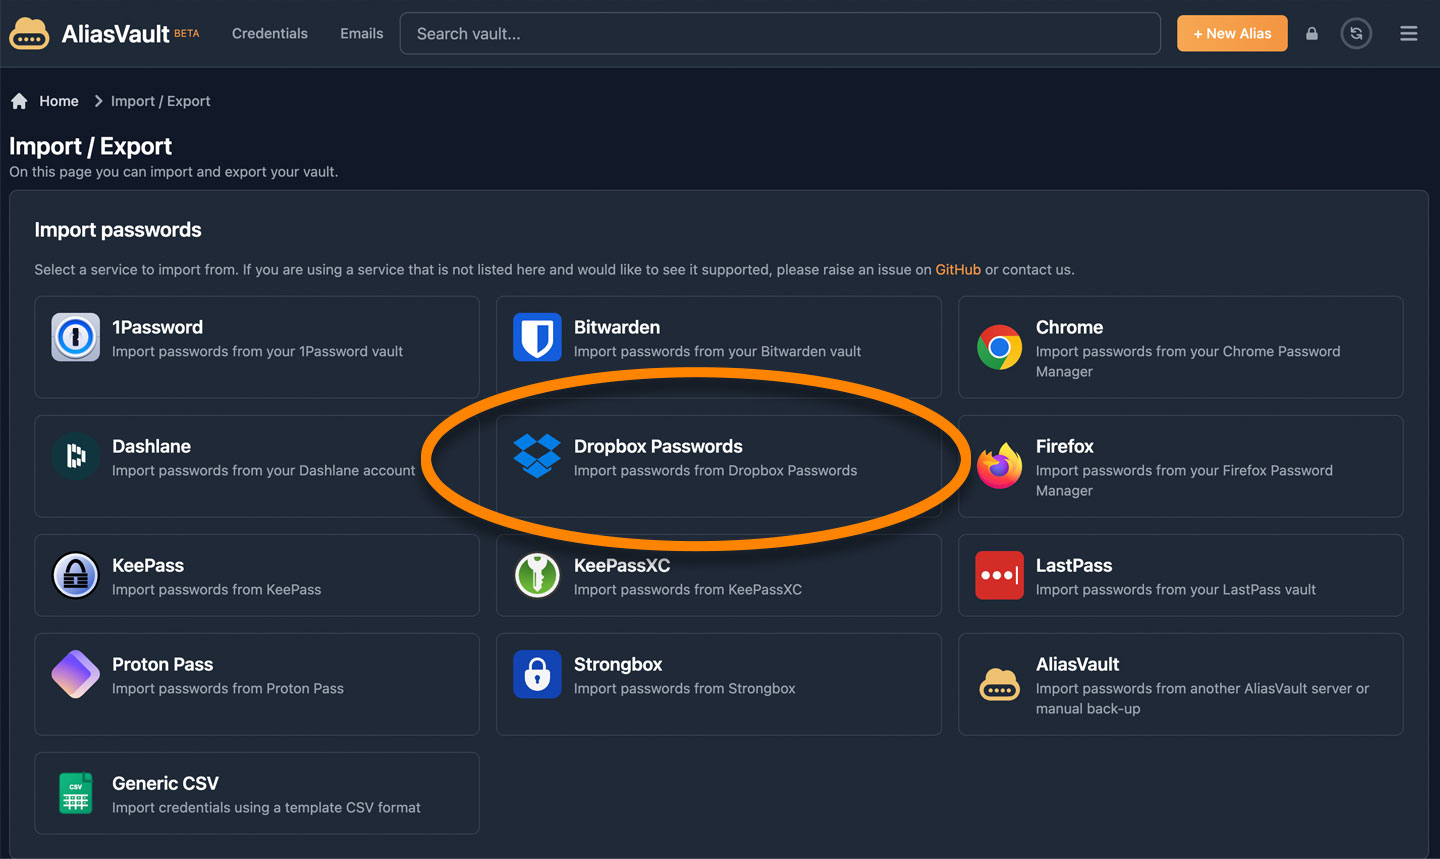 AliasVault BETA Credentials Emails Search vault... + New Alias
Home Import / Export
Import / Export
On this page you can import and export your vault.
Import passwords
Select a service to import from. If you are using a service that is not listed here and would like to see it supported, please raise an issue on GitHub or contact us.
1Password
Import passwords from your 1Password vault
Bitwarden
Import passwords from your Bitwarden vault
Chrome
Import passwords from your Chrome Password
Manager
Dashlane
Import passwords from your Dashlane account
Dropbox Passwords
Import passwords from Dropbox Passwords
Firefox
Import passwords from your Firefox Password
Manager
KeePass
Import passwords from KeePass
KeePassXC
Import passwords from KeePassXC
LastPass
Import passwords from your LastPass vault
Proton Pass
Import passwords from Proton Pass
Strongbox
Import passwords from Strongbox
AliasVault
Import passwords from another AliasVault server or
manual back-up
CSV
Generic CSV
Import credentials using a template CSV format